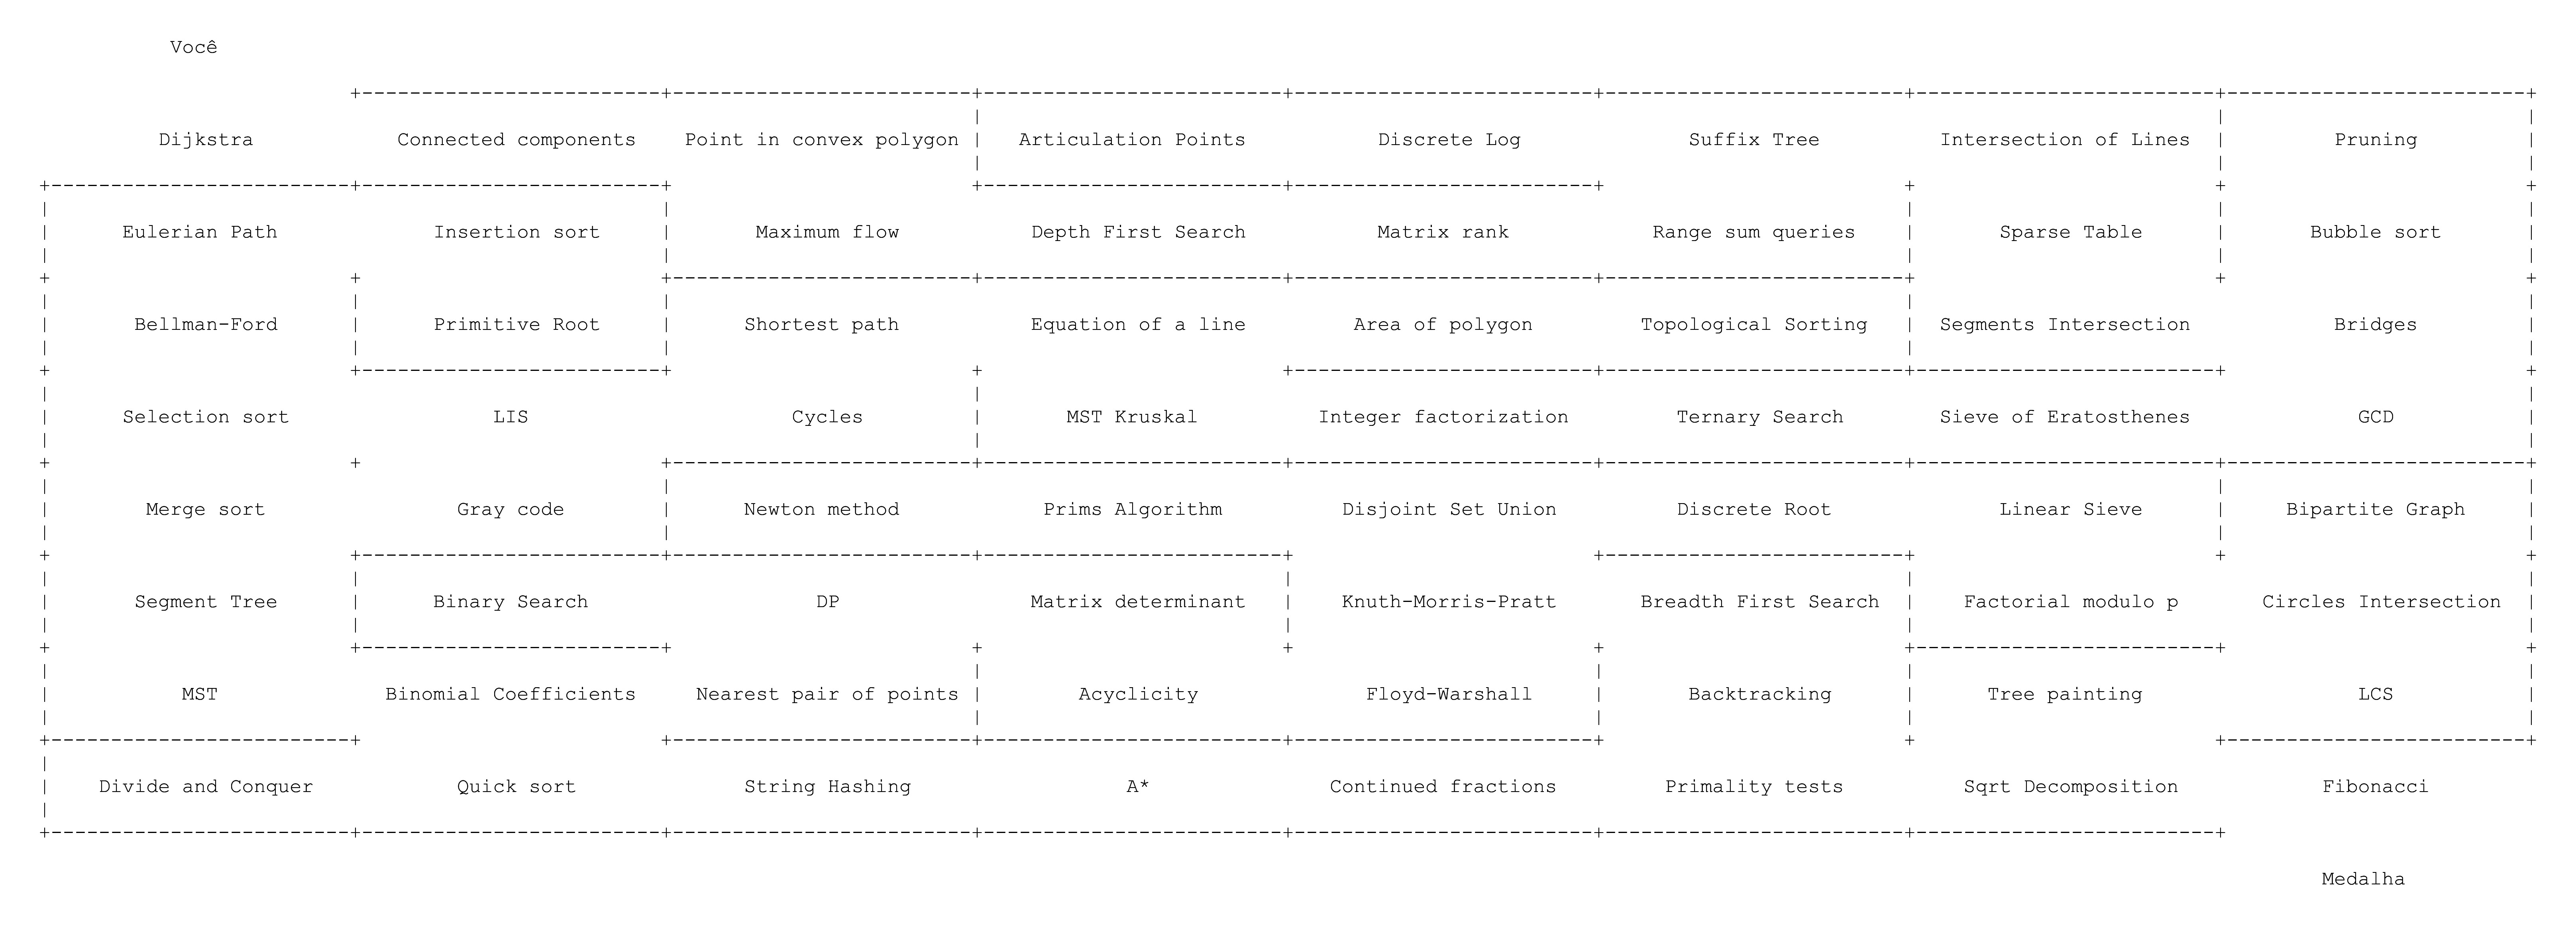 Você
Dijkstra Connected components Point in convex polygon Articulation Points Discrete Log Suffix Tree Intersection of Lines Pruning
Eulerian Path Insertion sort Maximum flow Depth First Search Matrix rank Range sum queries Sparse Table Bubble sort
Bellman-Ford Primitive Root Shortest path Equation of a line Area of polygon Topological Sorting Segments Intersection Bridges
Selection sort LIS Cycles MST Kruskal Integer factorization Ternary Search Sieve of Eratosthenes GCD
Merge sort Gray code Newton method Prims Algorithm Disjoint Set Union Discrete Root Linear Sieve Bipartite Graph
Segment Tree Binary Search DP Matrix determinant Knuth-Morris-Pratt Breadth First Search Factorial modulo p Circles Intersection
MST Binomial Coefficients Nearest pair of points Acyclicity Floyd-Warshall Backtracking Tree painting LCS
Divide and Conquer Quick sort String Hashing A* Continued fractions Primality tests Sqrt Decomposition Fibonacci
Medalha